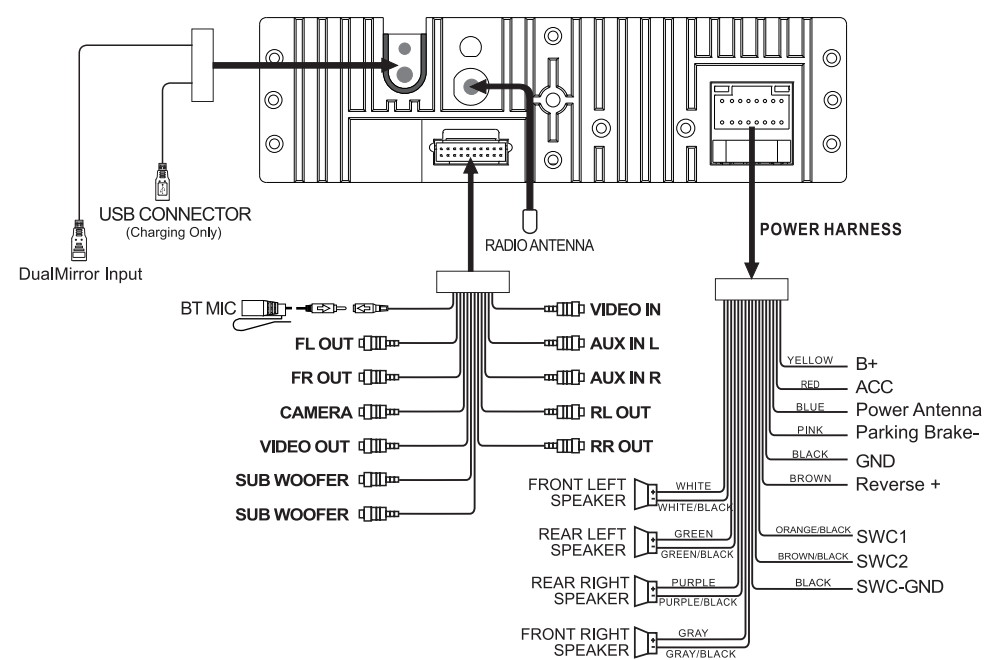 USB CONNECTOR
(Charging Only)
DualMirror Input
RADIO ANTENNA
POWER HARNESS
BT MIC
FL OUT
FR OUT
CAMERA
VIDEO OUT
SUB WOOFER
SUB WOOFER
VIDEO IN
AUX IN L
AUX IN R
RL OUT
RR OUT
YELLOW B+
RED ACC
BLUE Power Antenna
PINK Parking Brake-
BLACK GND
BROWN Reverse +
ORANGE/BLACK SWC1
BROWN/BLACK SWC2
BLACK SWC-GND
FRONT LEFT
SPEAKER
+
-
WHITE
WHITE/BLACK
REAR LEFT
SPEAKER
+
-
GREEN
GREEN/BLACK
REAR RIGHT
SPEAKER
+
-
PURPLE
PURPLE/BLACK
FRONT RIGHT
SPEAKER
+
-
GRAY
GRAY/BLACK